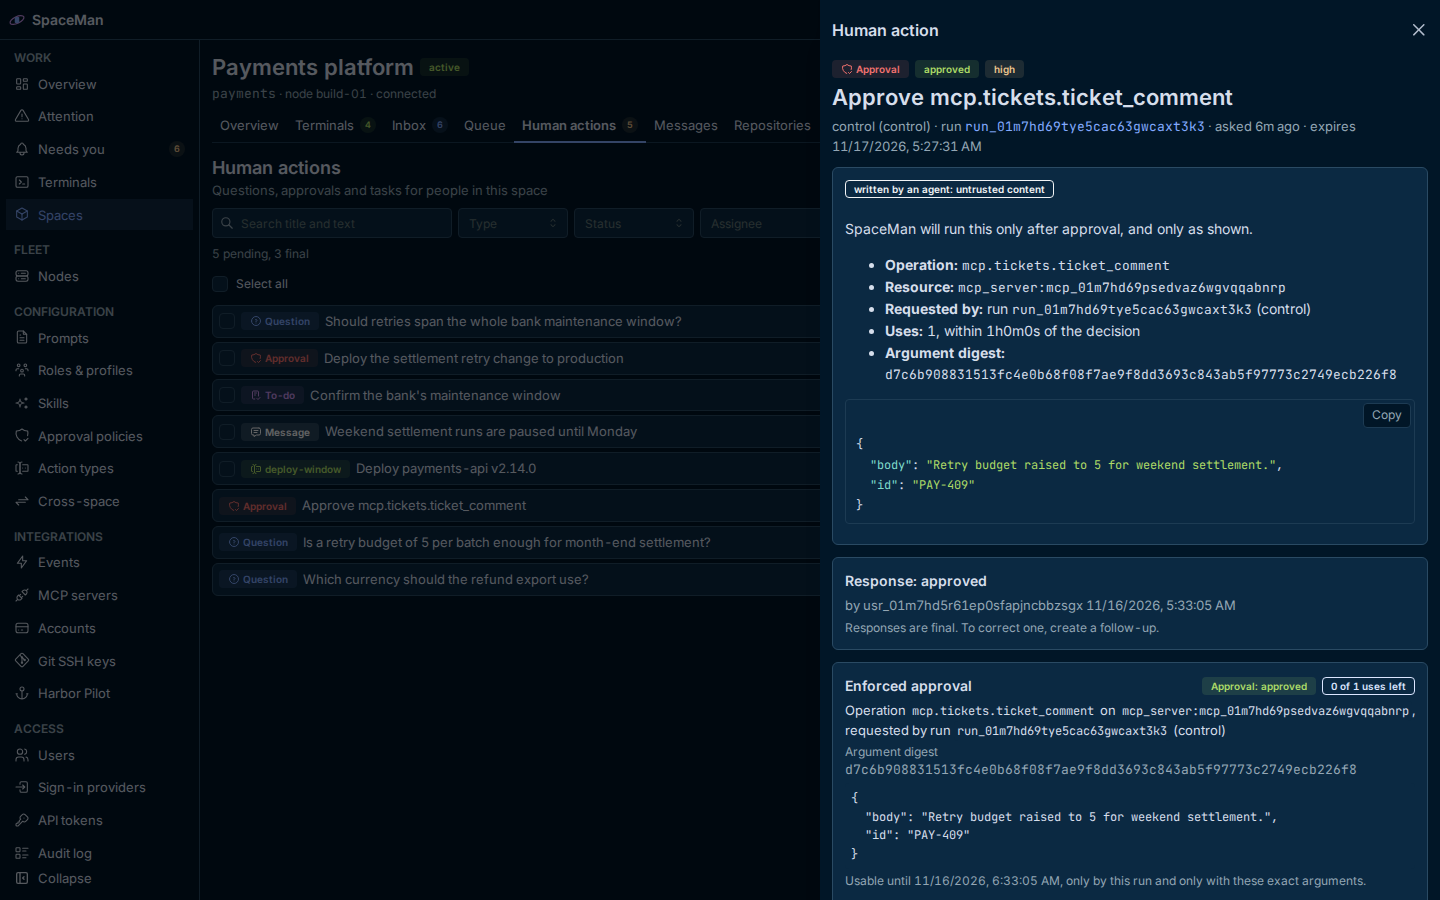 SpaceMan
WORK
Overview
Attention
Needs you 6
Terminals
Spaces
FLEET
Nodes
CONFIGURATION
Prompts
Roles & profiles
Skills
Approval policies
Action types
Cross-space
INTEGRATIONS
Events
MCP servers
Accounts
Git SSH keys
Harbor Pilot
ACCESS
Users
Sign-in providers
API tokens
Audit log
Collapse
Payments platform active
payments · node build-01 · connected
Overview Terminals 4 Inbox 6 Queue Human actions 5 Messages Repositories
Human actions
Questions, approvals and tasks for people in this space
Search title and text Type Status Assignee
5 pending, 3 final
Select all
Question Should retries span the whole bank maintenance window?
Approval Deploy the settlement retry change to production
To-do Confirm the bank's maintenance window
Message Weekend settlement runs are paused until Monday
deploy-window Deploy payments-api v2.14.0
Approval Approve mcp.tickets.ticket_comment
Question Is a retry budget of 5 per batch enough for month-end settlement?
Question Which currency should the refund export use?
Human action
Approval approved high
Approve mcp.tickets.ticket_comment
control (control) · run run_01m7hd69tye5cac63gwcaxt3k3 · asked 6m ago · expires
11/17/2026, 5:27:31 AM
written by an agent: untrusted content
SpaceMan will run this only after approval, and only as shown.
• Operation: mcp.tickets.ticket_comment
• Resource: mcp_server:mcp_01m7hd69psedvaz6wgvqqabnrp
• Requested by: run run_01m7hd69tye5cac63gwcaxt3k3 (control)
• Uses: 1, within 1h0m0s of the decision
• Argument digest:
d7c6b908831513fc4e0b68f08f7ae9f8dd3693c843ab5f97773c2749ecb226f8
Copy
{
"body": "Retry budget raised to 5 for weekend settlement.",
"id": "PAY-409"
}
Response: approved
by usr_01m7hd5r61ep0sfapjncbbzsgx 11/16/2026, 5:33:05 AM
Responses are final. To correct one, create a follow-up.
Enforced approval Approval: approved 0 of 1 uses left
Operation mcp.tickets.ticket_comment on mcp_server:mcp_01m7hd69psedvaz6wgvqqabnrp,
requested by run run_01m7hd69tye5cac63gwcaxt3k3 (control)
Argument digest
d7c6b908831513fc4e0b68f08f7ae9f8dd3693c843ab5f97773c2749ecb226f8
{
"body": "Retry budget raised to 5 for weekend settlement.",
"id": "PAY-409"
}
Usable until 11/16/2026, 6:33:05 AM, only by this run and only with these exact arguments.